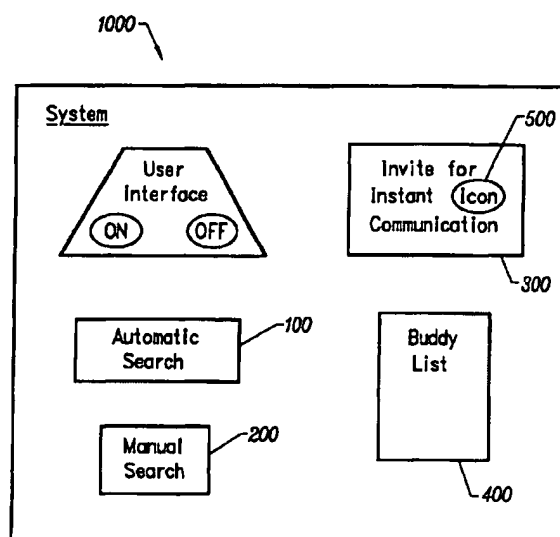 1000
System
User
Interface
ON OFF
500
Invite for
Instant Icon
Communication
300
Automatic
Search
100
Manual
Search
200
Buddy
List
400